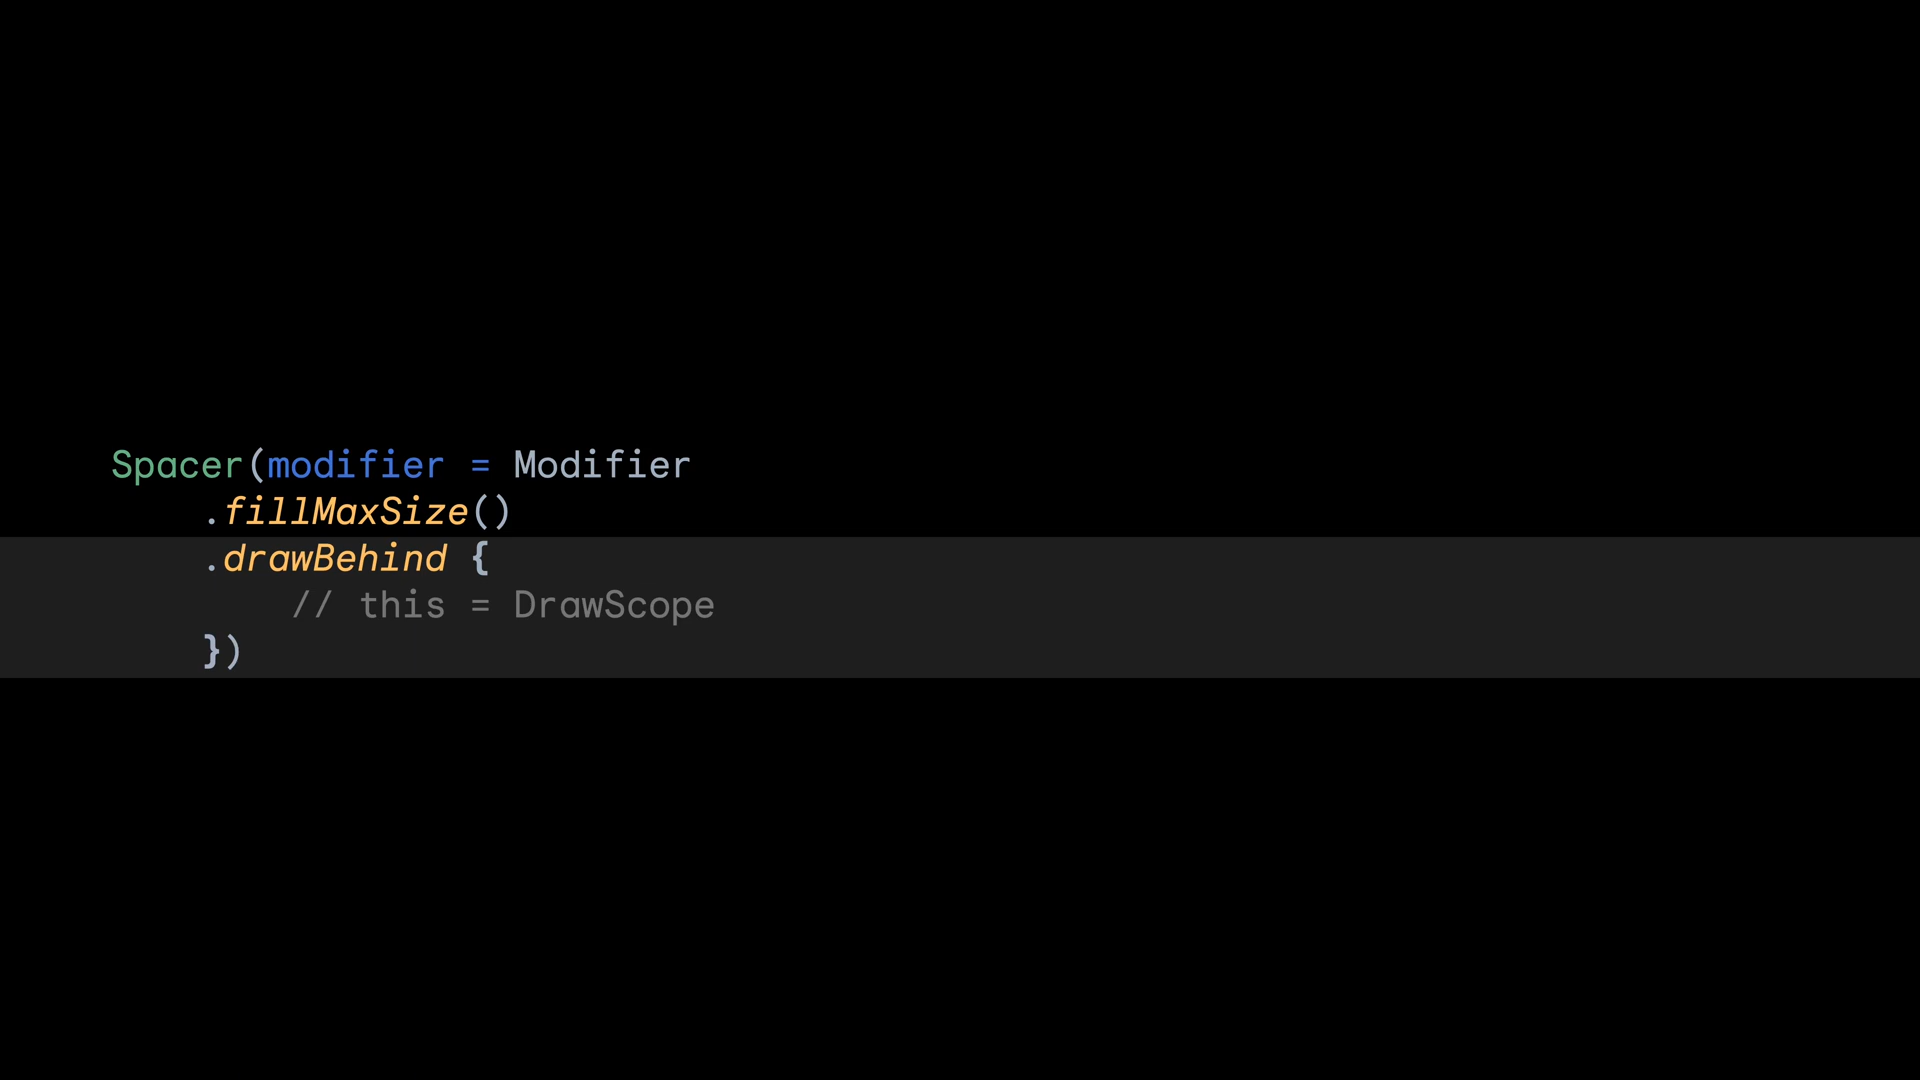 Spacer(modifier = Modifier
    .fillMaxSize()
    .drawBehind {
        // this = DrawScope
    })